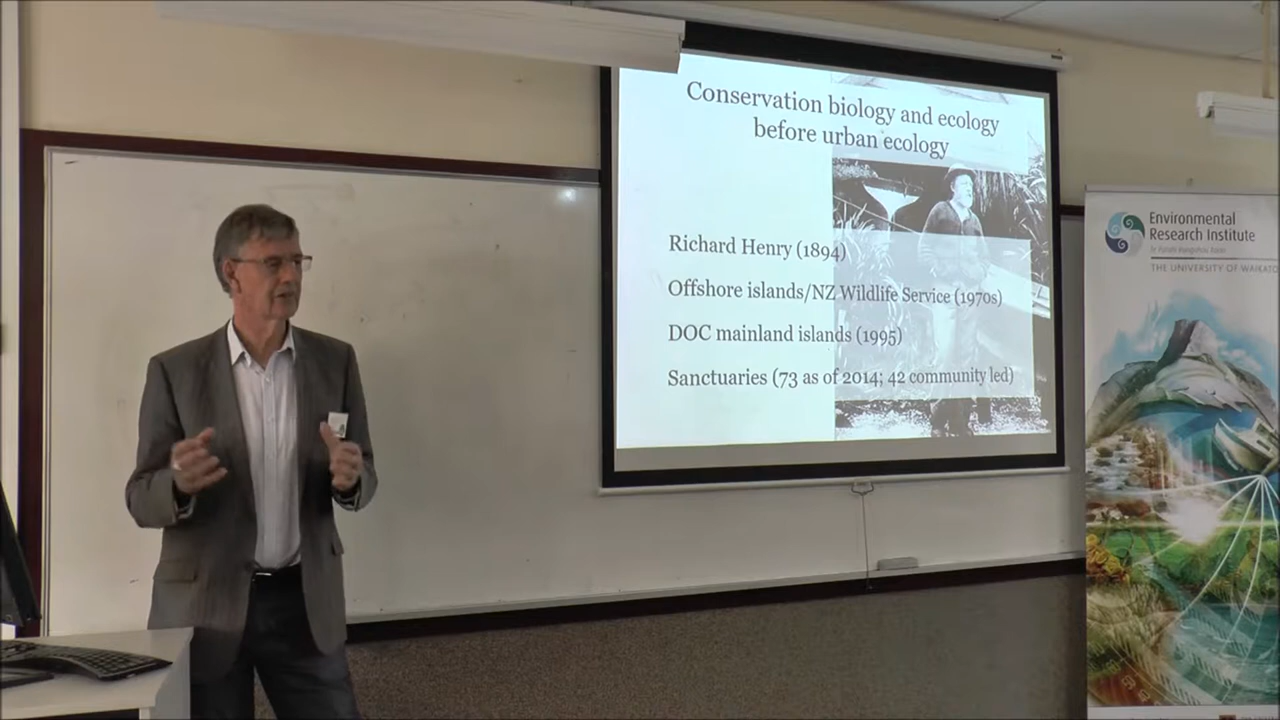 Conservation biology and ecology
before urban ecology
Richard Henry (1894)
Offshore islands/NZ Wildlife Service (1970s)
DOC mainland islands (1995)
Sanctuaries (73 as of 2014; 42 community led)
Environmental
Research Institute
THE UNIVERSITY OF WAIKATO